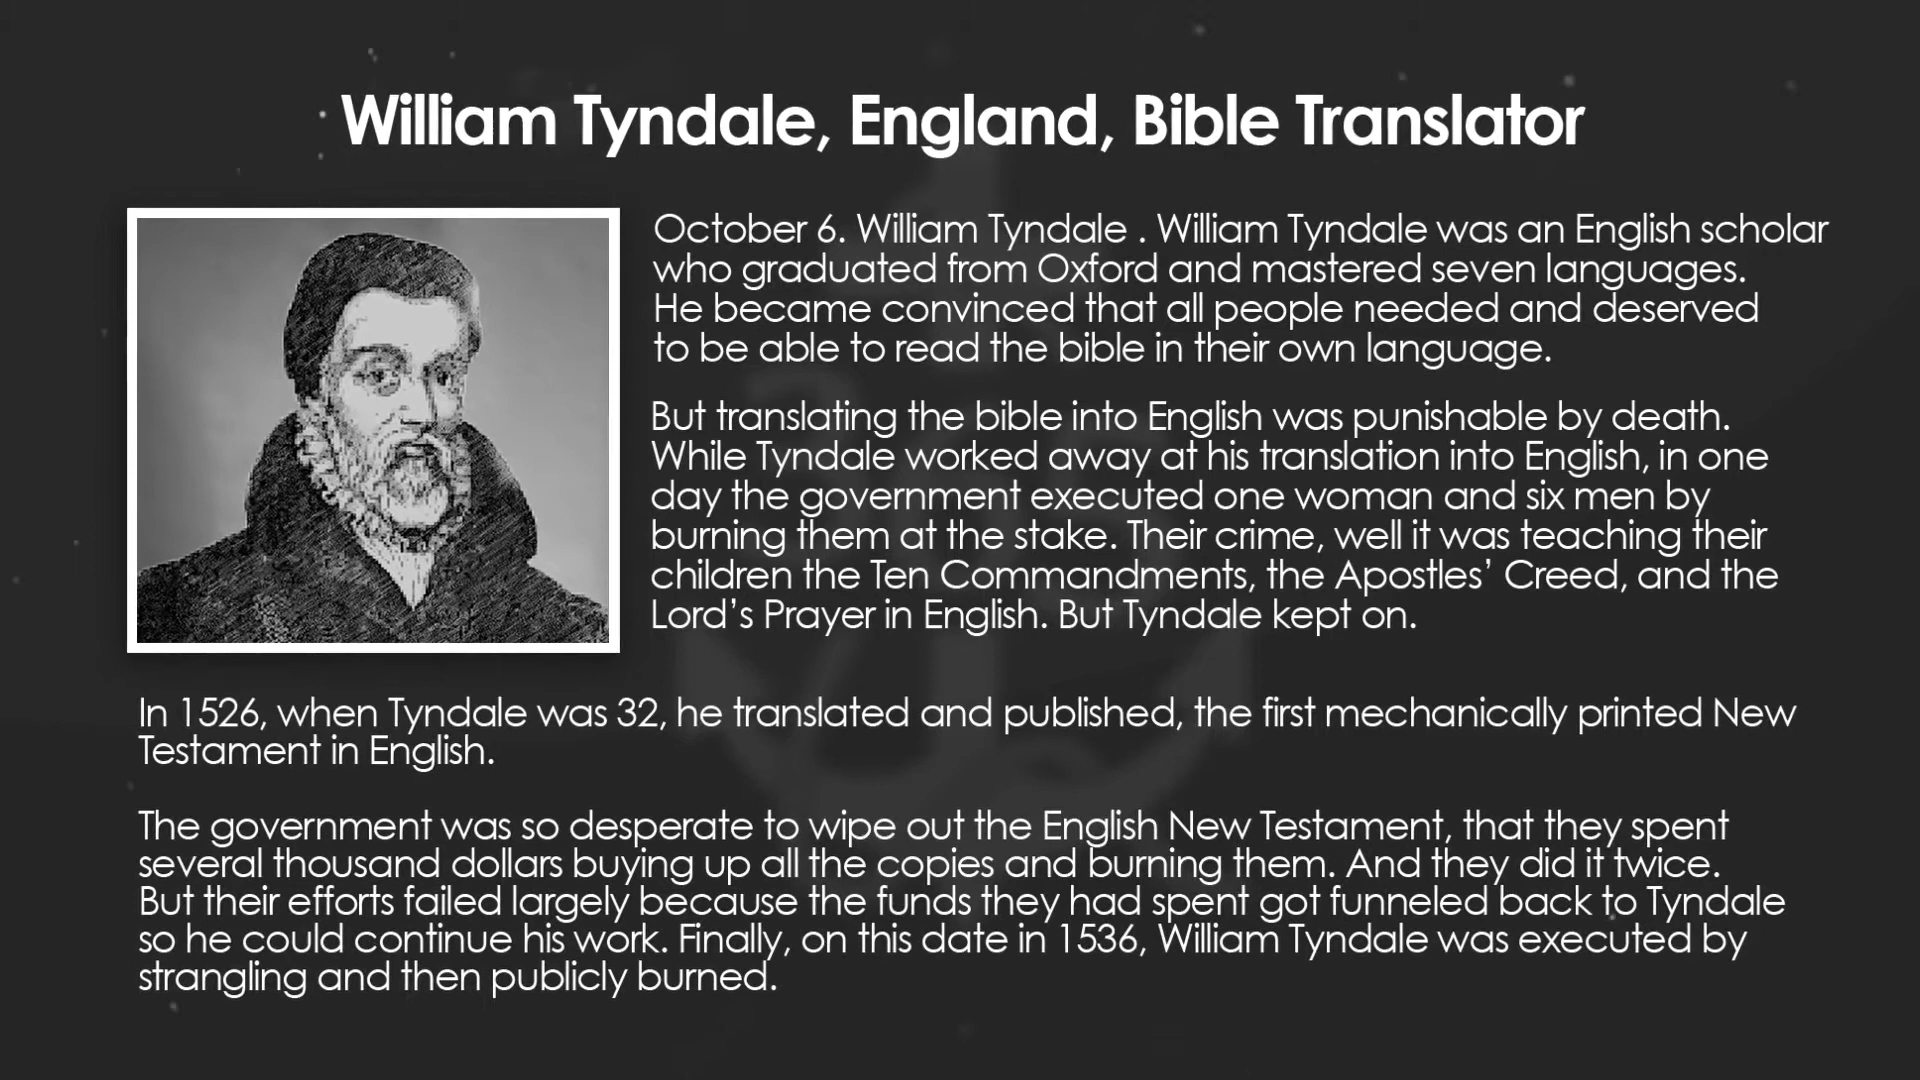 William Tyndale, England, Bible Translator
October 6. William Tyndale . William Tyndale was an English scholar
who graduated from Oxford and mastered seven languages.
He became convinced that all people needed and deserved
to be able to read the bible in their own language.
But translating the bible into English was punishable by death.
While Tyndale worked away at his translation into English, in one
day the government executed one woman and six men by
burning them at the stake. Their crime, well it was teaching their
children the Ten Commandments, the Apostles’ Creed, and the
Lord’s Prayer in English. But Tyndale kept on.
In 1526, when Tyndale was 32, he translated and published, the first mechanically printed New
Testament in English.
The government was so desperate to wipe out the English New Testament, that they spent
several thousand dollars buying up all the copies and burning them. And they did it twice.
But their efforts failed largely because the funds they had spent got funneled back to Tyndale
so he could continue his work. Finally, on this date in 1536, William Tyndale was executed by
strangling and then publicly burned.